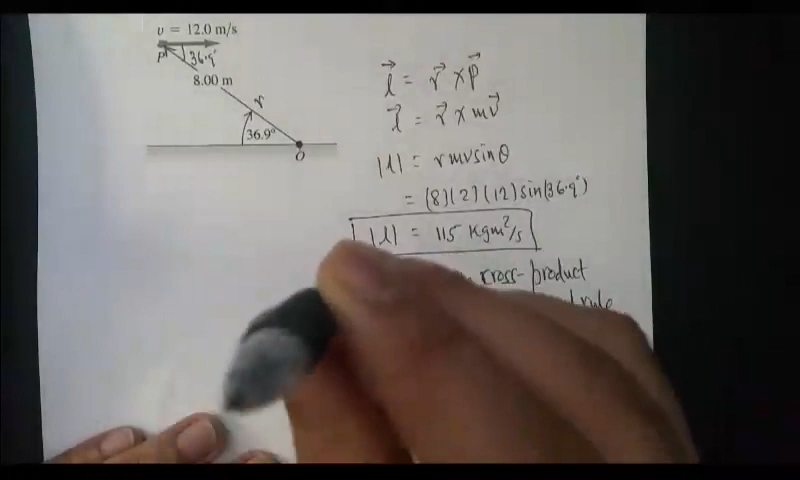 υ = 12.0 m/s
P 36.9°
8.00 m
r
36.9°
O
l⃗ = r⃗ × p⃗
l⃗ = r⃗ × mv⃗
|l| = rmvsinθ
= (8)(2)(12)sin(36.9°)
|l| = 115 Kgm²/s
cross-product
rule